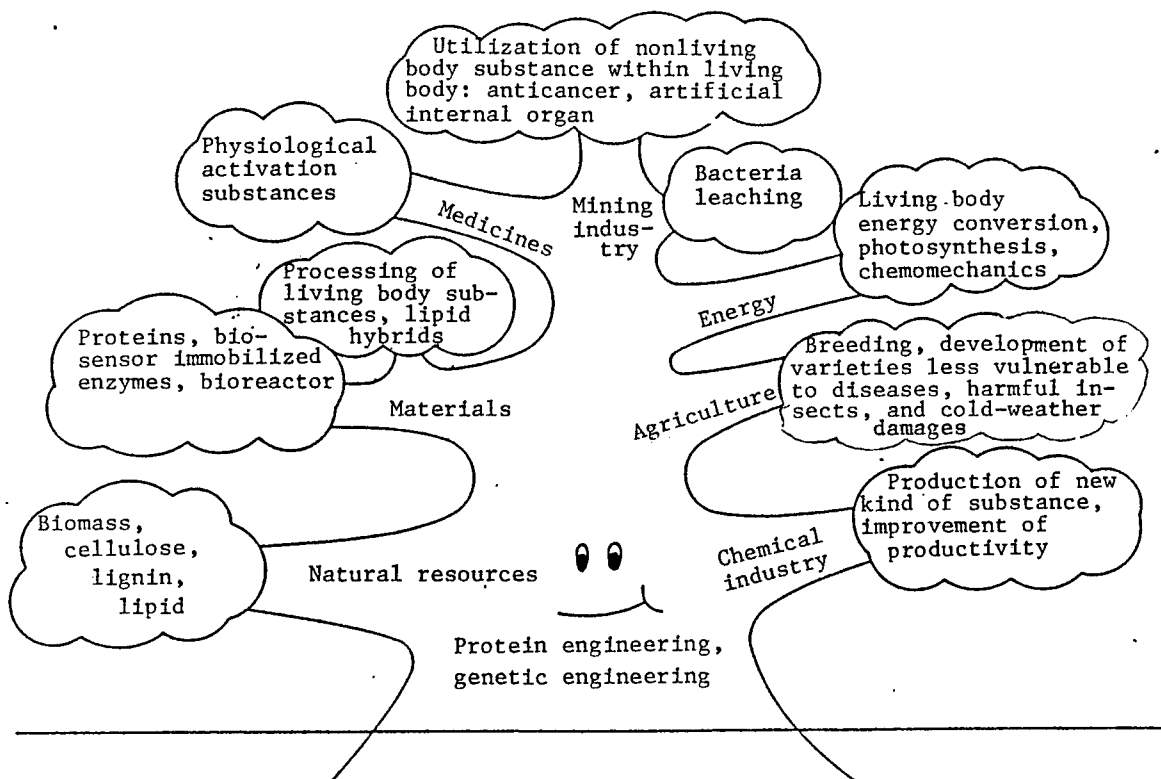 Utilization of nonliving
body substance within living
body: anticancer, artificial
internal organ
Physiological
activation
substances
Medicines
Mining
indus-
try
Bacteria
leaching
Living body
energy conversion,
photosynthesis,
chemomechanics
Processing of
living body sub-
stances, lipid
hybrids
Energy
Proteins, bio-
sensor immobilized
enzymes, bioreactor
Materials
Agriculture
Breeding, development of
varieties less vulnerable
to diseases, harmful in-
sects, and cold-weather
damages
Biomass,
cellulose,
lignin,
lipid
Natural resources
Chemical
industry
Production of new
kind of substance,
improvement of
productivity
Protein engineering,
genetic engineering